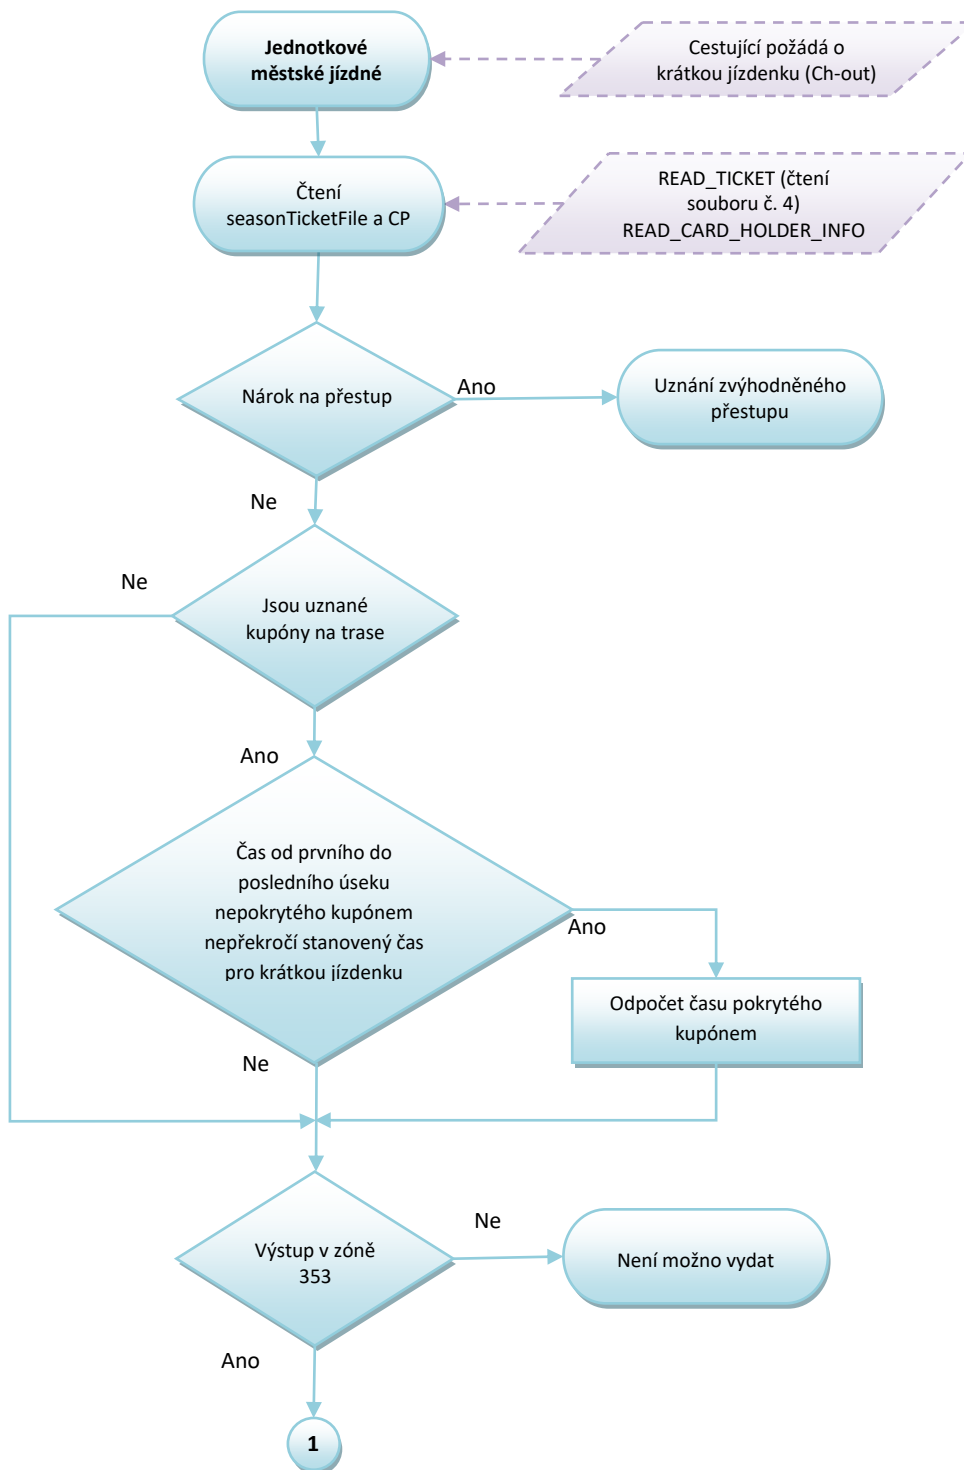 Jednotkové
městské jízdné
Cestující požádá o
krátkou jízdenku (Ch-out)
Čtení
seasonTicketFile a CP
READ_TICKET (čtení
souboru č. 4)
READ_CARD_HOLDER_INFO
Nárok na přestup
Ano
Uznání zvýhodněného
přestupu
Ne
Ne
Jsou uznané
kupóny na trase
Ano
Čas od prvního do
posledního úseku
nepokrytého kupónem
nepřekročí stanovený čas
pro krátkou jízdenku
Ano
Odpočet času pokrytého
kupónem
Ne
Výstup v zóně
353
Ne
Není možno vydat
Ano
1